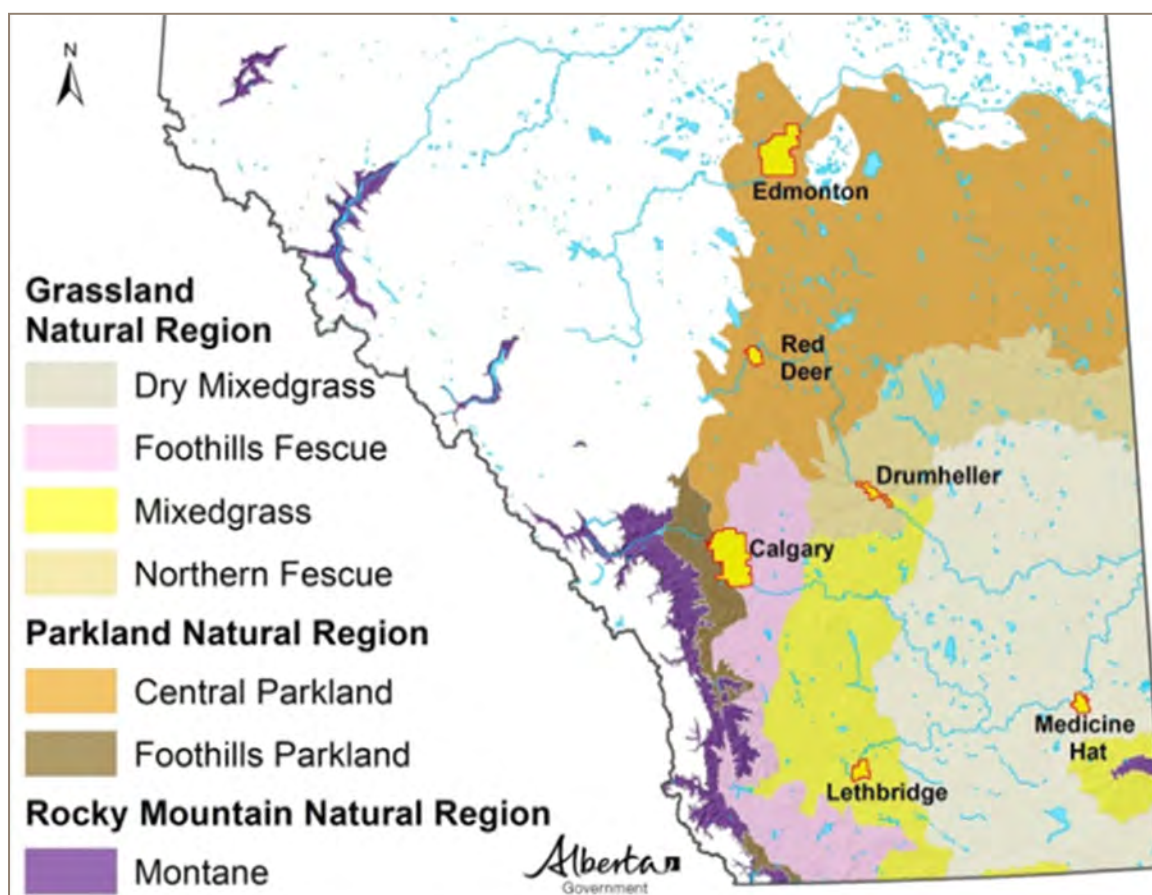 N
Edmonton
Red
Deer
Drumheller
Calgary
Medicine
Hat
Lethbridge
Grassland
Natural Region
Dry Mixedgrass
Foothills Fescue
Mixedgrass
Northern Fescue
Parkland Natural Region
Central Parkland
Foothills Parkland
Rocky Mountain Natural Region
Montane
Alberta
Government